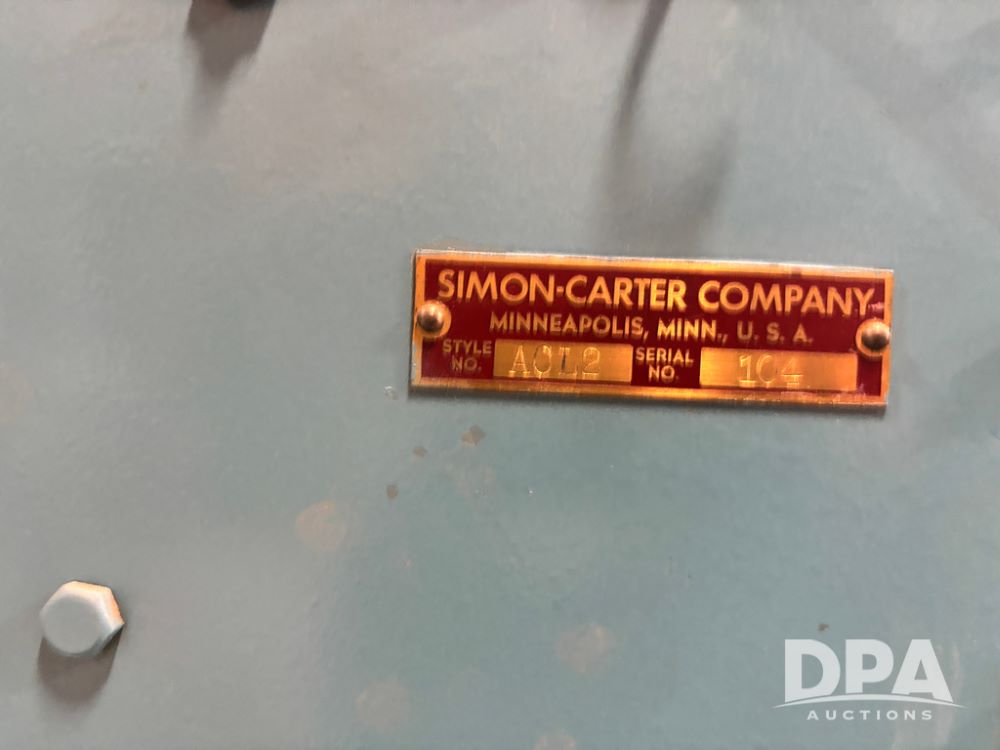 SIMON-CARTER COMPANY
MINNEAPOLIS, MINN., U. S. A.
STYLE NO. ACL2 SERIAL NO. 104
DPA
AUCTIONS